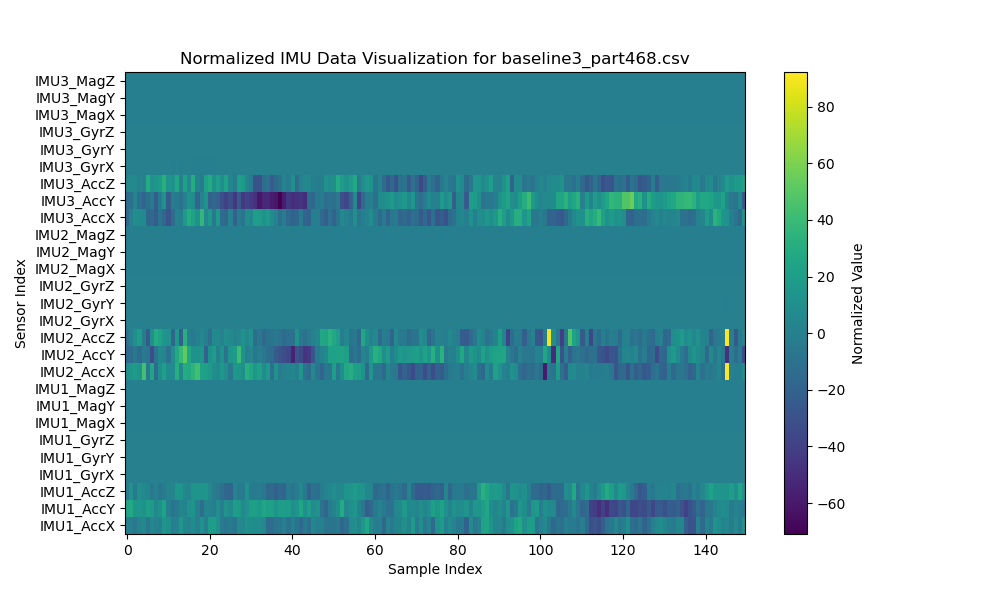 Normalized IMU Data Visualization for baseline3_part468.csv
IMU3_MagZ
IMU3_MagY
IMU3_MagX
IMU3_GyrZ
IMU3_GyrY
IMU3_GyrX
IMU3_AccZ
IMU3_AccY
IMU3_AccX
IMU2_MagZ
IMU2_MagY
IMU2_MagX
IMU2_GyrZ
IMU2_GyrY
IMU2_GyrX
IMU2_AccZ
IMU2_AccY
IMU2_AccX
IMU1_MagZ
IMU1_MagY
IMU1_MagX
IMU1_GyrZ
IMU1_GyrY
IMU1_GyrX
IMU1_AccZ
IMU1_AccY
IMU1_AccX
Sensor Index
0 20 40 60 80 100 120 140
Sample Index
80
60
40
20
0
−20
−40
−60
Normalized Value